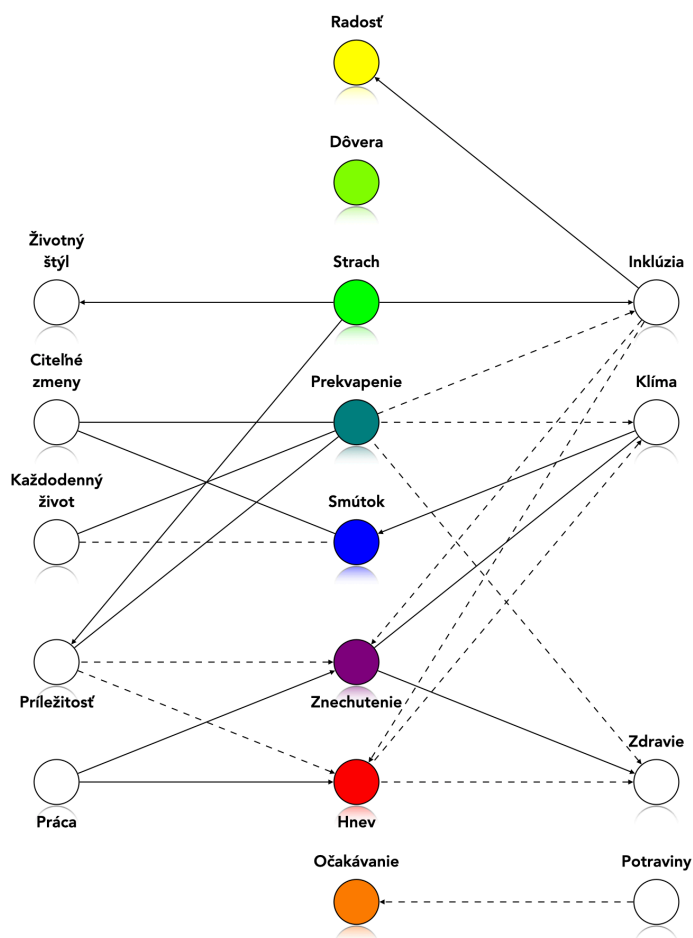 Radosť
Dôvera
Životný
štýl
Strach
Inklúzia
Citeľné
zmeny
Prekvapenie
Klíma
Každodenný
život
Smútok
Príležitosť
Znechutenie
Zdravie
Práca
Hnev
Očakávanie
Potraviny